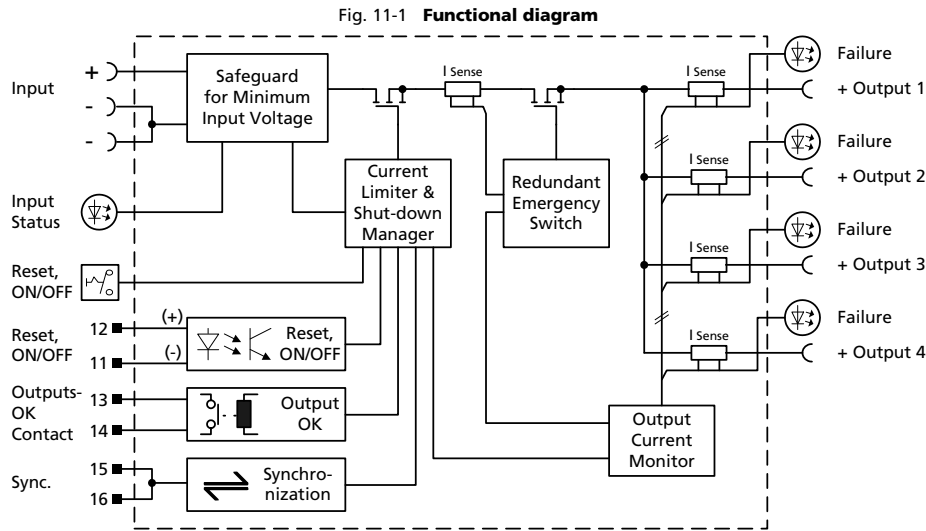 Fig. 11-1 Functional diagram
Input
+
-
-
Safeguard
for Minimum
Input Voltage
I Sense
I Sense
Failure
+ Output 1
Failure
I Sense
+ Output 2
Failure
I Sense
+ Output 3
Failure
I Sense
+ Output 4
Current
Limiter &
Shut-down
Manager
Redundant
Emergency
Switch
Input
Status
Reset,
ON/OFF
Reset,
ON/OFF
12
(+)
11
(-)
Reset,
ON/OFF
Outputs-
OK
Contact
13
14
Output
OK
Output
Current
Monitor
Sync.
15
16
Synchro-
nization